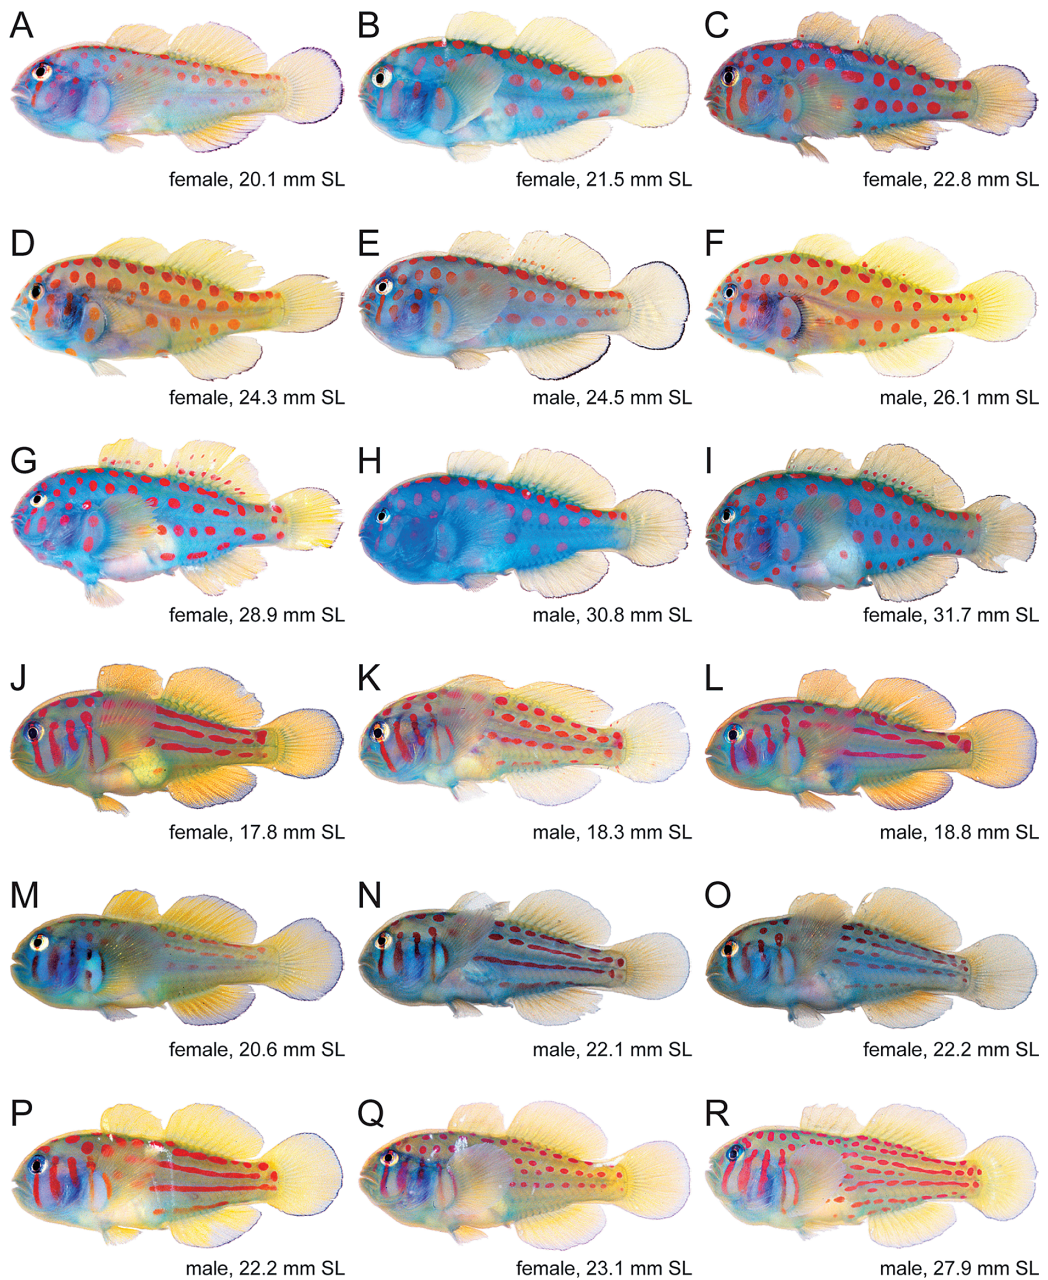 A B C
female, 20.1 mm SL female, 21.5 mm SL female, 22.8 mm SL
D E F
female, 24.3 mm SL male, 24.5 mm SL male, 26.1 mm SL
G H I
female, 28.9 mm SL male, 30.8 mm SL female, 31.7 mm SL
J K L
female, 17.8 mm SL male, 18.3 mm SL male, 18.8 mm SL
M N O
female, 20.6 mm SL male, 22.1 mm SL female, 22.2 mm SL
P Q R
male, 22.2 mm SL female, 23.1 mm SL male, 27.9 mm SL